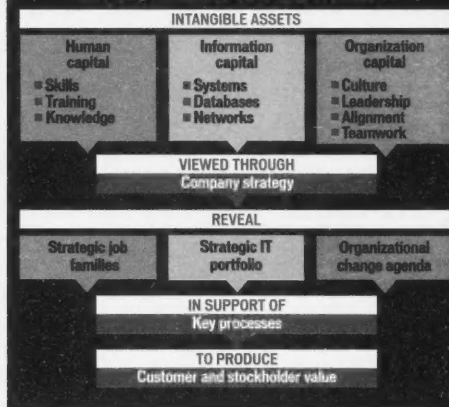 INTANGIBLE ASSETS
Human
capital
■ Skills
■ Training
■ Knowledge
Information
capital
■ Systems
■ Databases
■ Networks
Organization
capital
■ Culture
■ Leadership
■ Alignment
■ Teamwork
VIEWED THROUGH
Company strategy
REVEAL
Strategic job
families
Strategic IT
portfolio
Organizational
change agenda
IN SUPPORT OF
Key processes
TO PRODUCE
Customer and stockholder value